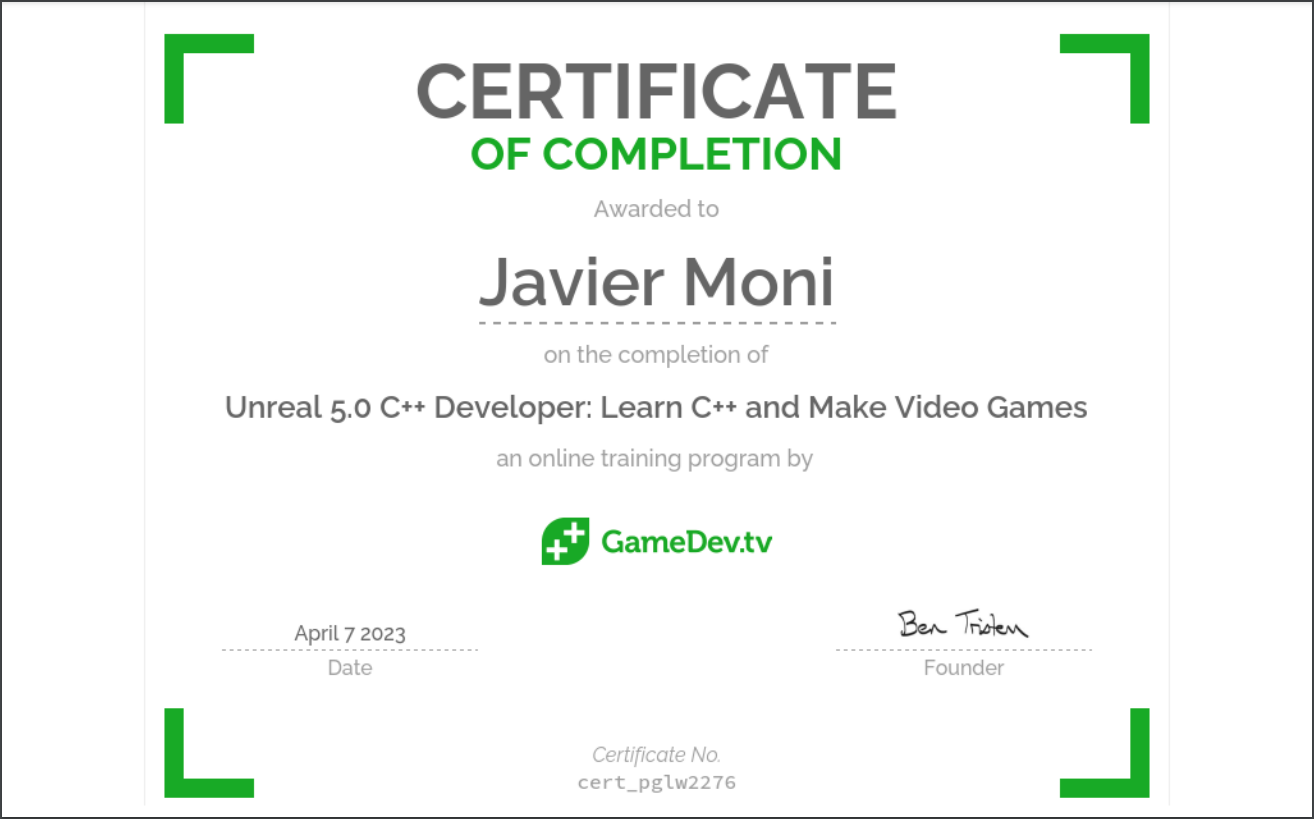 CERTIFICATE
OF COMPLETION
Awarded to
Javier Moni
on the completion of
Unreal 5.0 C++ Developer: Learn C++ and Make Video Games
an online training program by
GameDev.tv
April 7 2023
Date
Ben Tristen
Founder
Certificate No.
cert_pglw2276